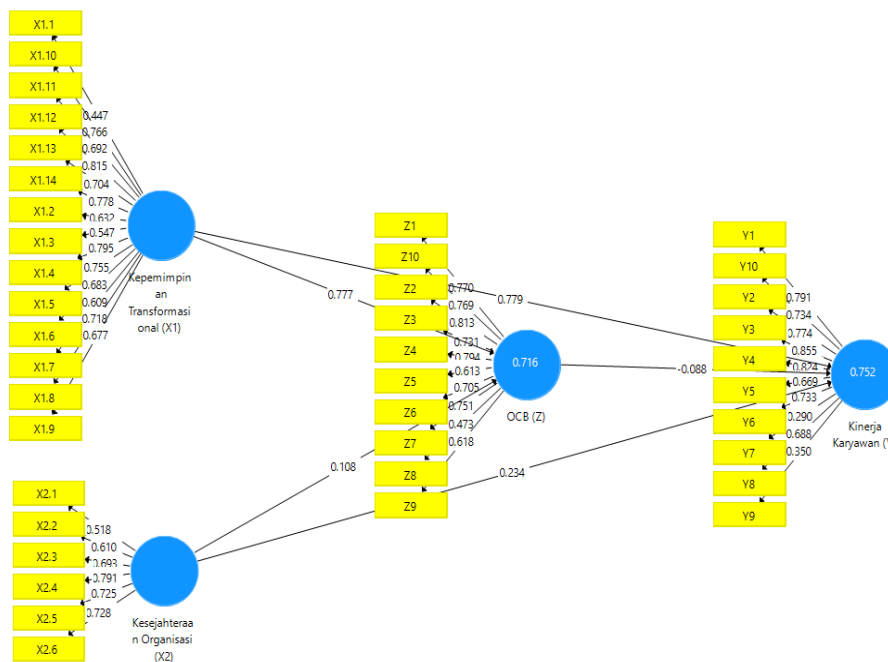 X1.1
X1.10
X1.11
X1.12
X1.13
X1.14
X1.2
X1.3
X1.4
X1.5
X1.6
X1.7
X1.8
X1.9
0.447
0.766
0.692
0.815
0.704
0.778
0.632
0.547
0.795
0.755
0.683
0.609
0.718
0.677
Kepemimpin
an
Transformasi
onal (X1)
X2.1
X2.2
X2.3
X2.4
X2.5
X2.6
0.518
0.610
0.693
0.791
0.725
0.728
Kesejahteraa
n Organisasi
(X2)
0.777
0.779
0.108
0.234
-0.088
Z1
Z10
Z2
Z3
Z4
Z5
Z6
Z7
Z8
Z9
0.770
0.769
0.813
0.731
0.794
0.613
0.705
0.751
0.473
0.618
0.716
OCB (Z)
Y1
Y10
Y2
Y3
Y4
Y5
Y6
Y7
Y8
Y9
0.791
0.734
0.774
0.855
0.824
0.669
0.733
0.290
0.688
0.350
0.752
Kinerja
Karyawan (Y